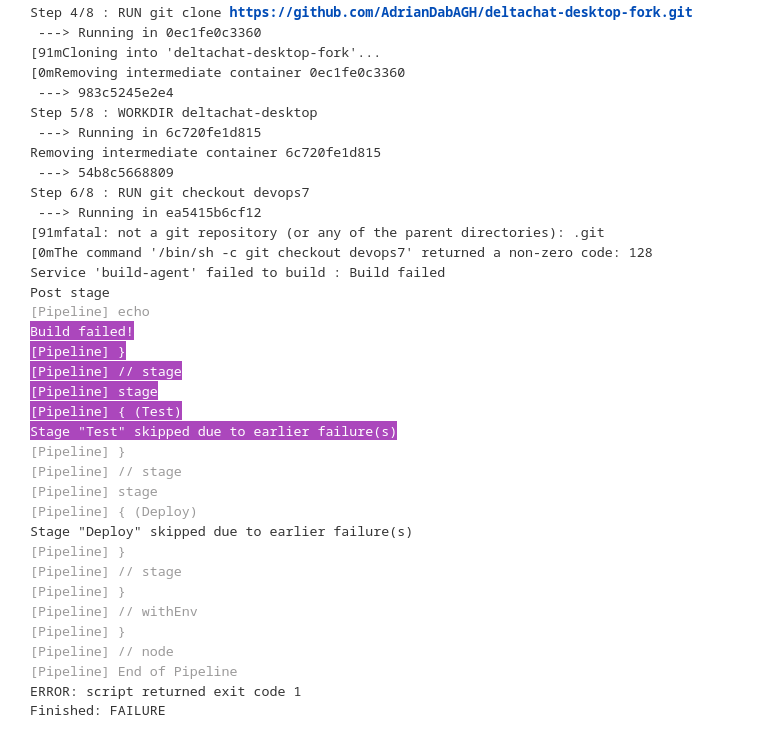 Step 4/8 : RUN git clone https://github.com/AdrianDabAGH/deltachat-desktop-fork.git
 ---> Running in 0ec1fe0c3360
[91mCloning into 'deltachat-desktop-fork'...
[0mRemoving intermediate container 0ec1fe0c3360
 ---> 983c5245e2e4
Step 5/8 : WORKDIR deltachat-desktop
 ---> Running in 6c720fe1d815
Removing intermediate container 6c720fe1d815
 ---> 54b8c5668809
Step 6/8 : RUN git checkout devops7
 ---> Running in ea5415b6cf12
[91mfatal: not a git repository (or any of the parent directories): .git
[0mThe command '/bin/sh -c git checkout devops7' returned a non-zero code: 128
Service 'build-agent' failed to build : Build failed
Post stage
[Pipeline] echo
Build failed!
[Pipeline] }
[Pipeline] // stage
[Pipeline] stage
[Pipeline] { (Test)
Stage "Test" skipped due to earlier failure(s)
[Pipeline] }
[Pipeline] // stage
[Pipeline] stage
[Pipeline] { (Deploy)
Stage "Deploy" skipped due to earlier failure(s)
[Pipeline] }
[Pipeline] // stage
[Pipeline] }
[Pipeline] // withEnv
[Pipeline] }
[Pipeline] // node
[Pipeline] End of Pipeline
ERROR: script returned exit code 1
Finished: FAILURE